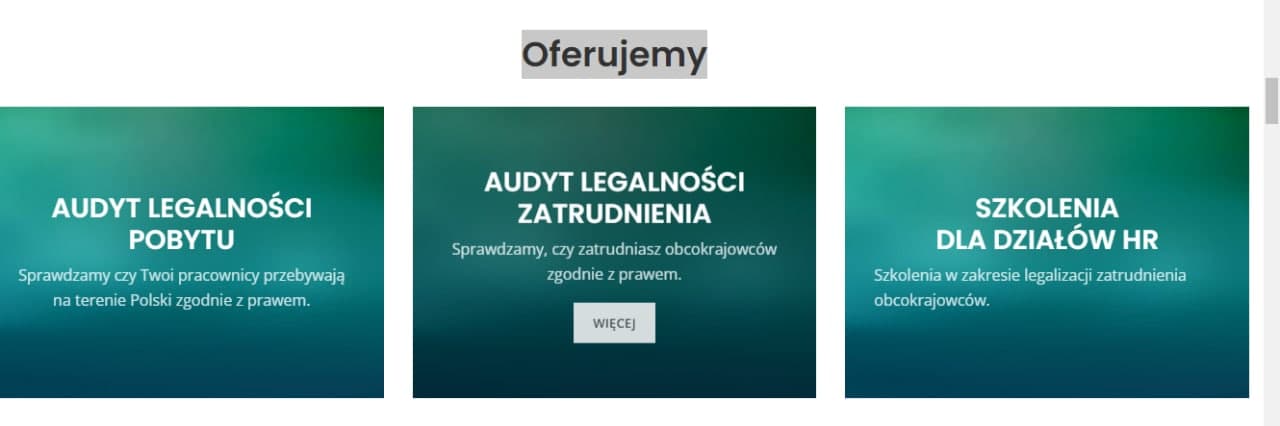 Oferujemy
AUDYT LEGALNOŚCI
POBYTU
Sprawdzamy czy Twoi pracownicy przebywają
na terenie Polski zgodnie z prawem.
AUDYT LEGALNOŚCI
ZATRUDNIENIA
Sprawdzamy, czy zatrudniasz obcokrajowców
zgodnie z prawem.
WIĘCEJ
SZKOLENIA
DLA DZIAŁÓW HR
Szkolenia w zakresie legalizacji zatrudnienia
obcokrajowców.